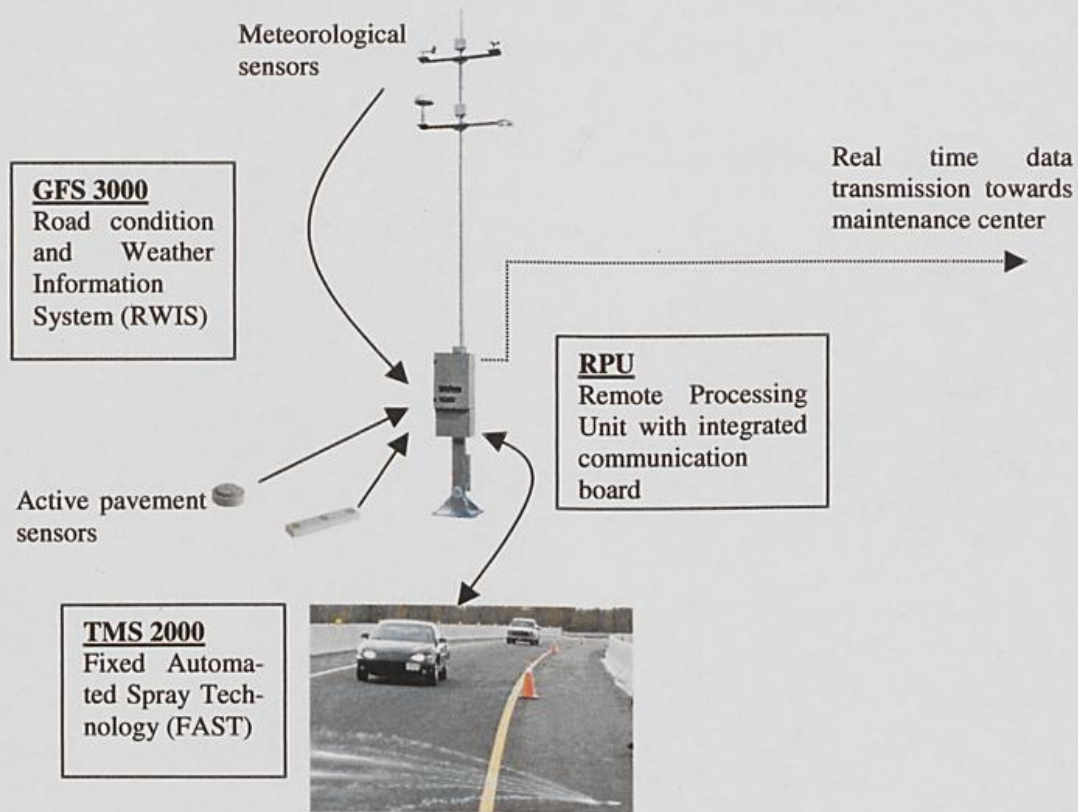 Meteorological
sensors
GFS 3000
Road condition
and Weather
Information
System (RWIS)
Real time data
transmission towards
maintenance center
RPU
Remote Processing
Unit with integrated
communication
board
Active pavement
sensors
TMS 2000
Fixed Automa-
ted Spray Tech-
nology (FAST)